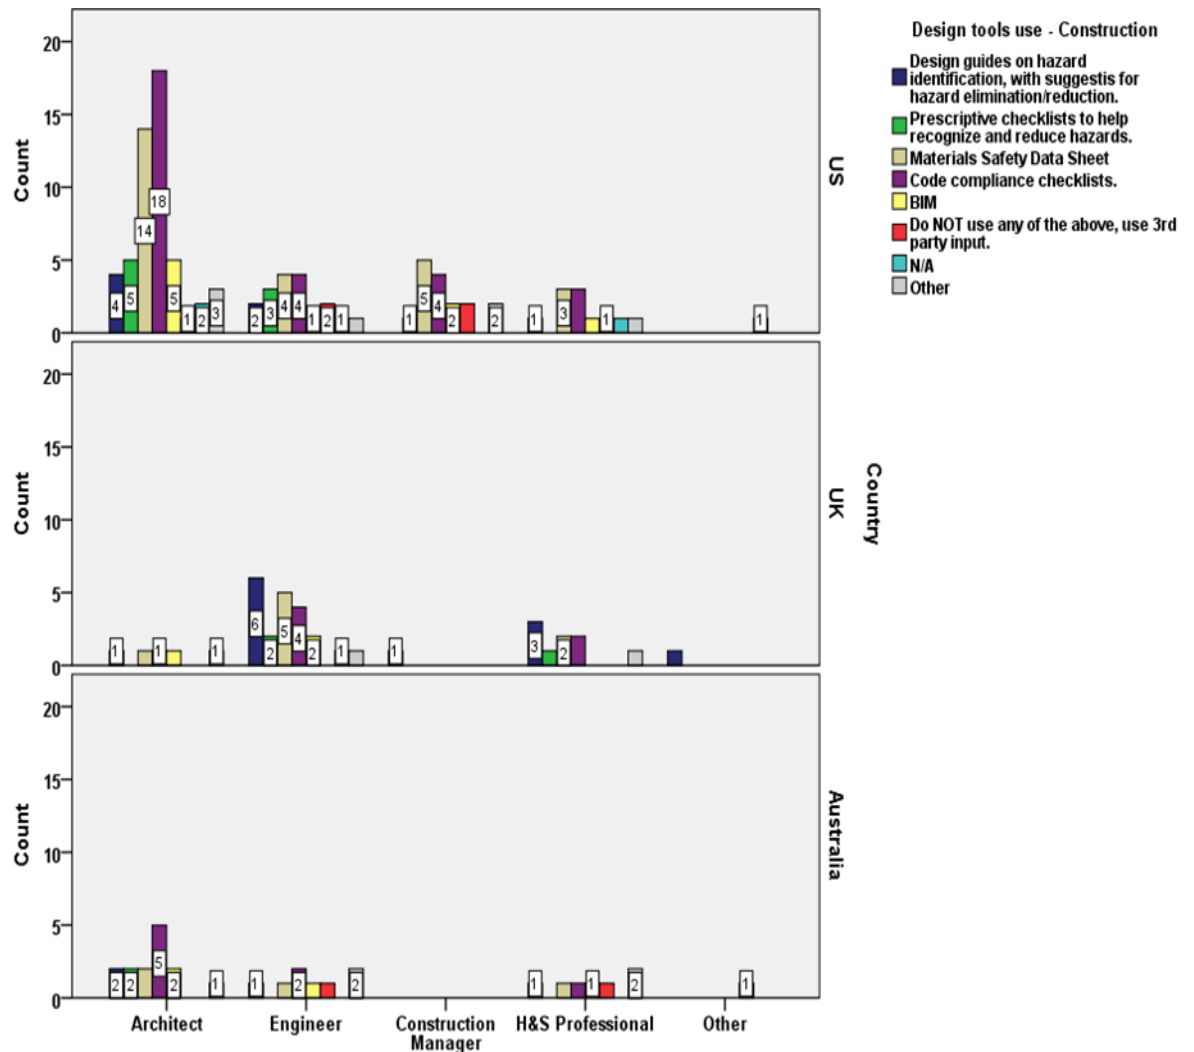 Design tools use - Construction
Design guides on hazard
identification, with suggestis for
hazard elimination/reduction.
Prescriptive checklists to help
recognize and reduce hazards.
Materials Safety Data Sheet
Code compliance checklists.
BIM
Do NOT use any of the above, use 3rd
party input.
N/A
Other
Count
20
15
10
5
0
4 5 14 18 5 1 2 3 2 3 4 4 1 2 1 1 5 4 2 2 1 3 1 1
US
Count
20
15
10
5
0
1 1 1 6 2 5 4 2 1 1 3 2
UK
Country
Count
20
15
10
5
0
2 2 5 2 1 1 2 2 1 1 2 1
Australia
Architect Engineer Construction H&S Professional Other
Manager